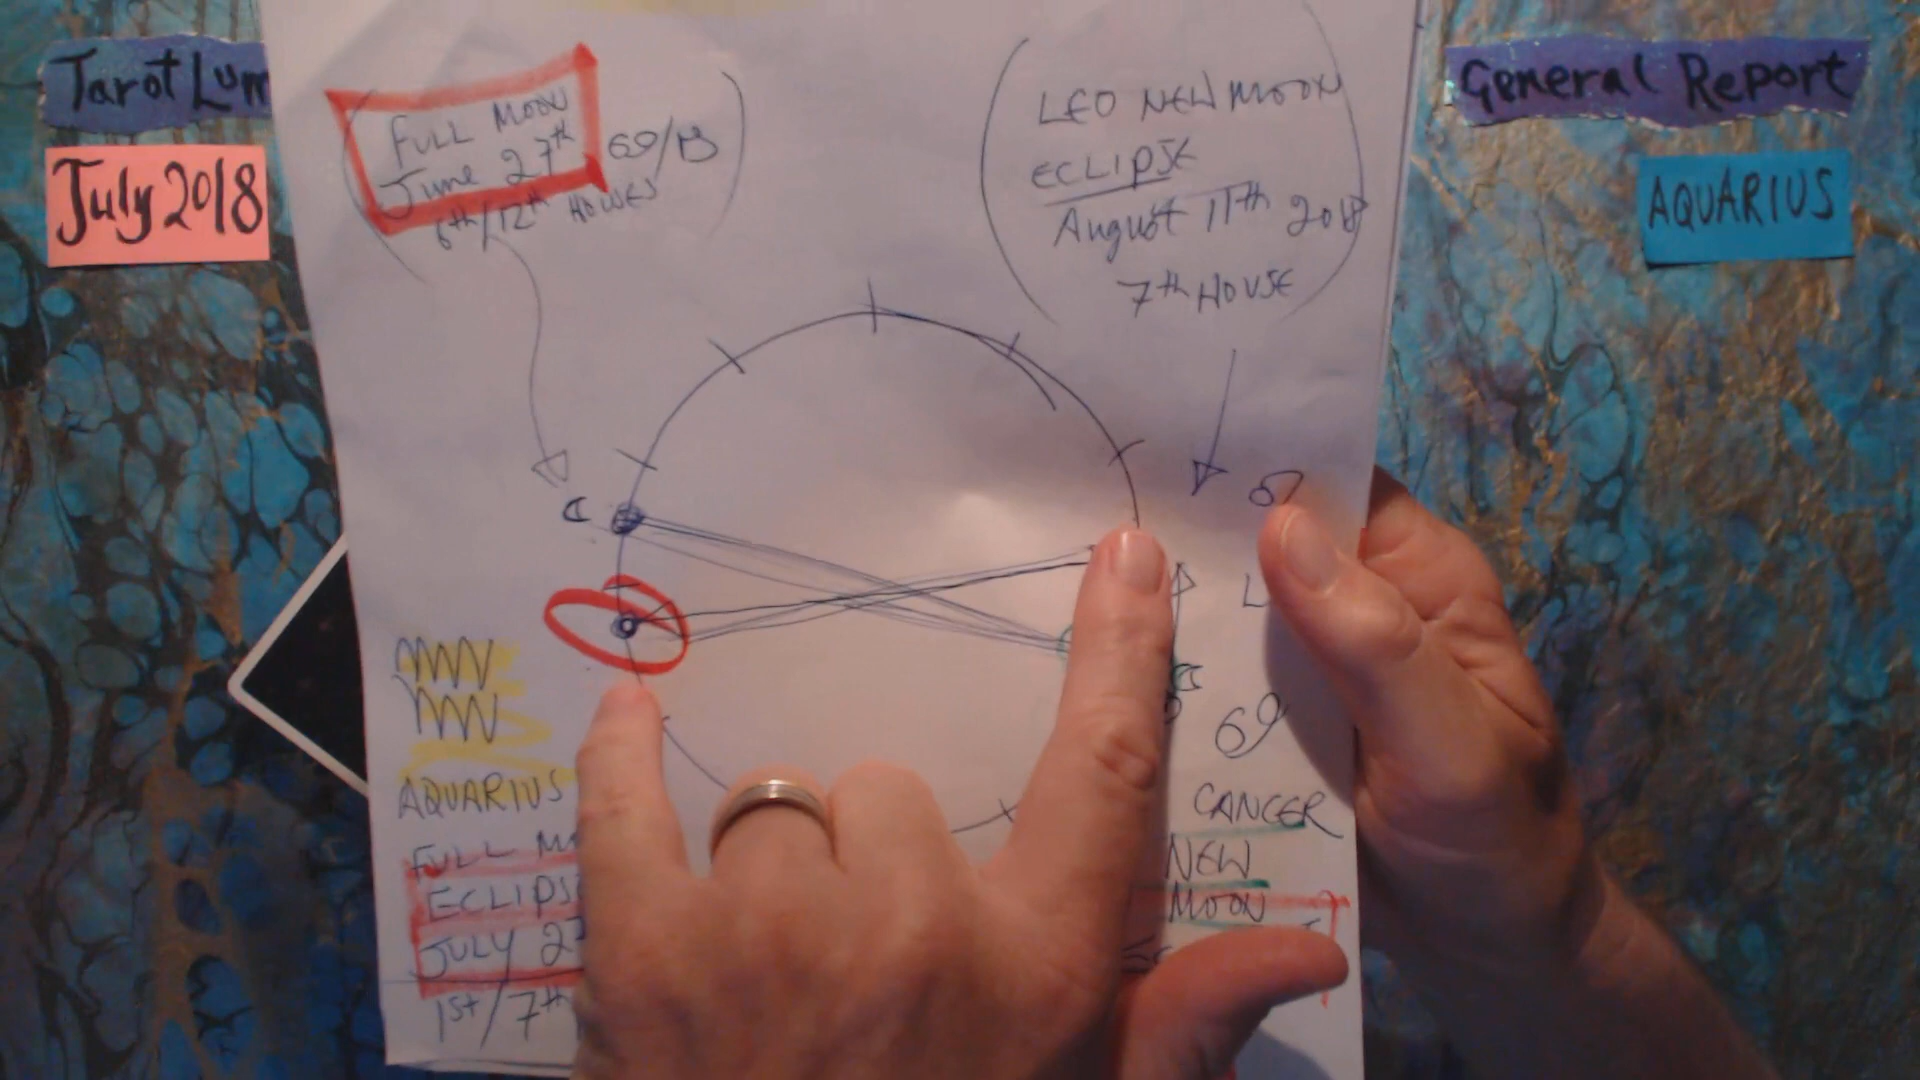 Tarot Lum
July 2018
General Report
AQUARIUS
FULL MOON
June 27th
6th/12th HOUSES
LEO NEW MOON
ECLIPSE
August 11th 2018
7th HOUSE
AQUARIUS
FULL M
ECLIPSE
JULY 2
1st/7th
CANCER
NEW
MOON